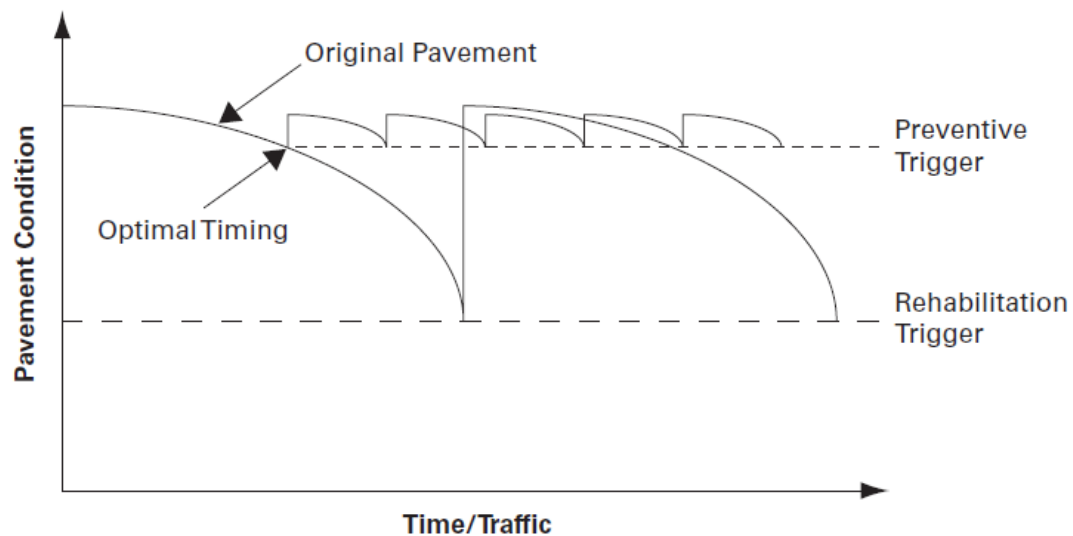 Original Pavement
Preventive
Trigger
Optimal Timing
Pavement Condition
Rehabilitation
Trigger
Time/Traffic